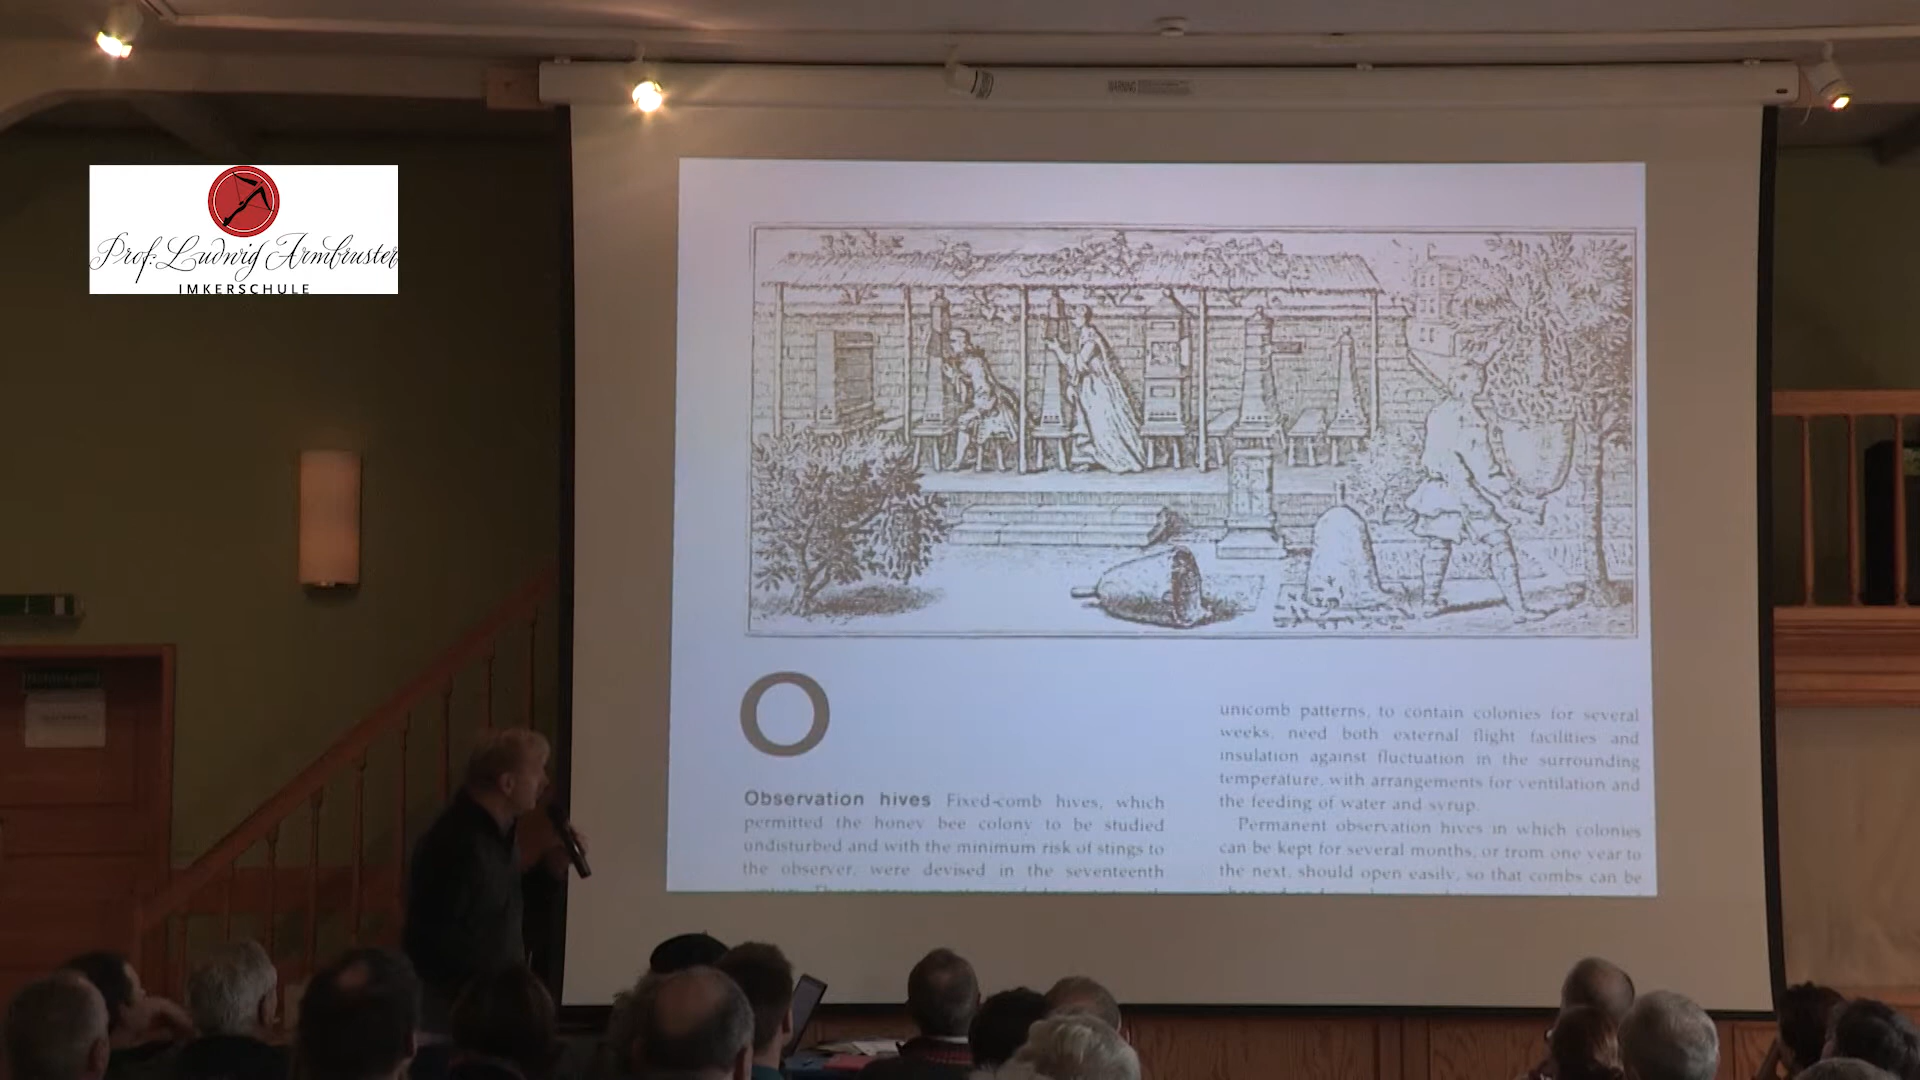 WARNING
Prof. Ludwig Armbruster
IMKERSCHULE
O
Observation hives Fixed-comb hives, which
permitted the honey bee colony to be studied
undisturbed and with the minimum risk of stings to
the observer, were devised in the seventeenth
unicomb patterns, to contain colonies for several
weeks, need both external flight facilities and
insulation against fluctuation in the surrounding
temperature, with arrangements for ventilation and
the feeding of water and syrup.
Permanent observation hives in which colonies
can be kept for several months, or from one year to
the next, should open easily, so that combs can be